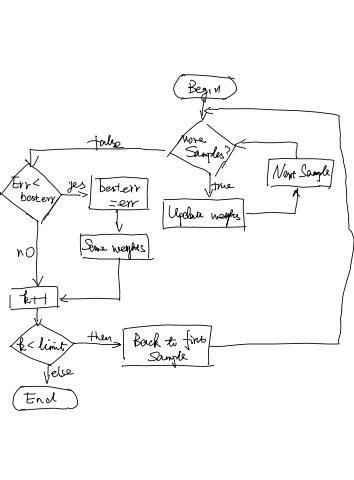 Begin
false
More
Samples?
Next Sample
true
Err <
besterr
yes
besterr
=err
Update weights
Save weights
no
k++
k < limit
then
Back to first
Sample
else
End